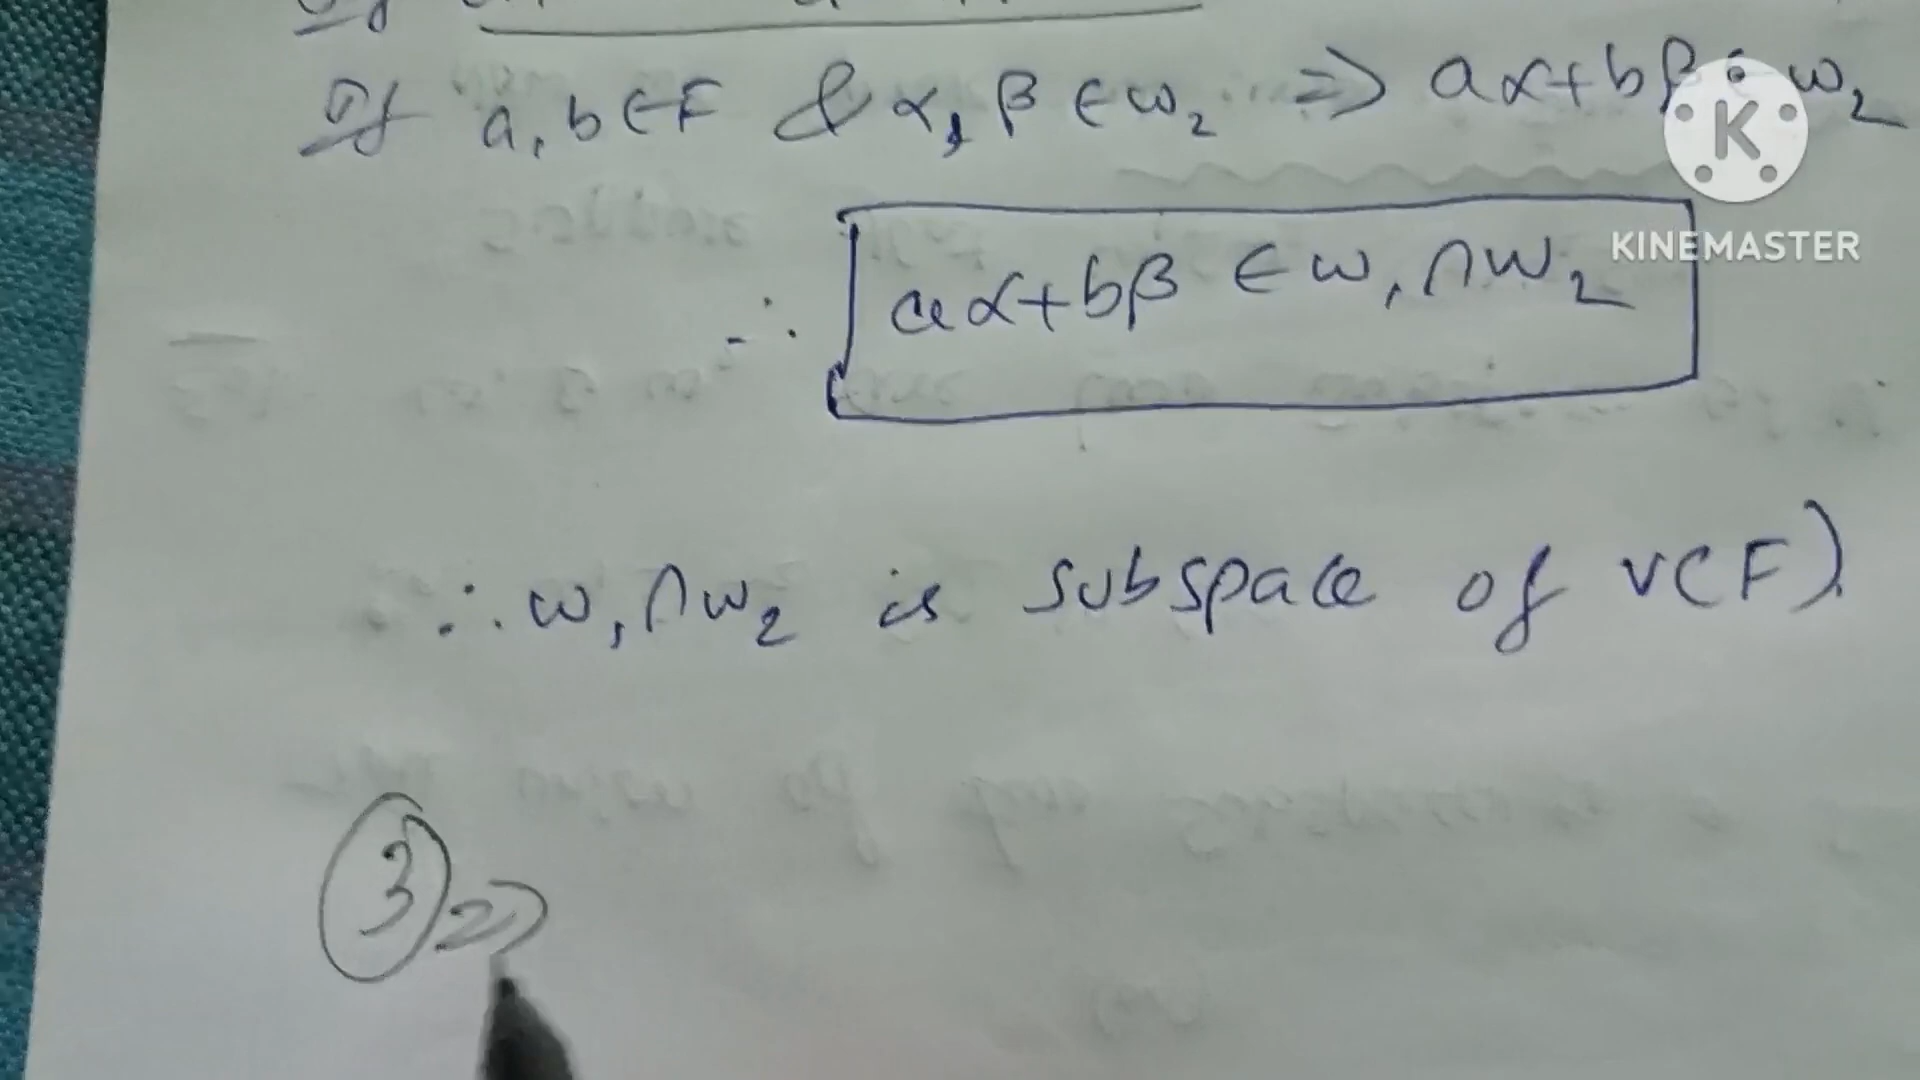 If a, b ∈ F & α, β ∈ w₂ => aα+bβ ∈ w₂
K
KINEMASTER
∴ aα+bβ ∈ w₁ ∩ w₂
∴ w₁ ∩ w₂ is subspace of V(F).
③ =>